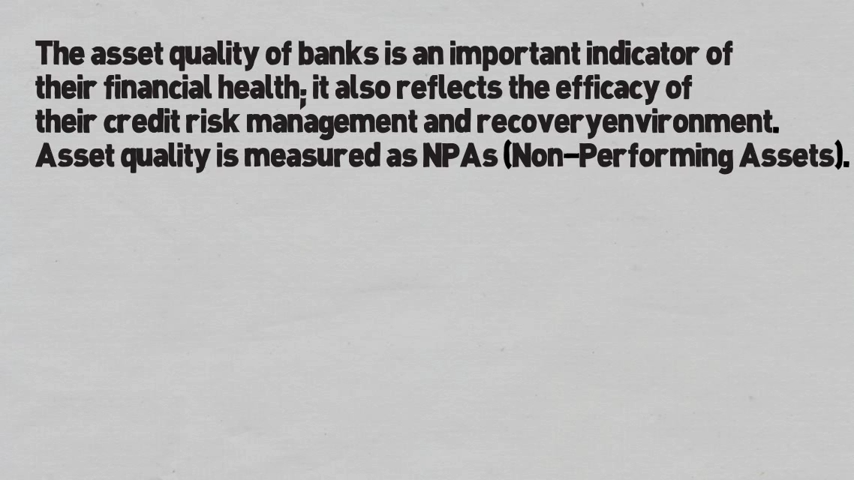 The asset quality of banks is an important indicator of
their financial health; it also reflects the efficacy of
their credit risk management and recoveryenvironment.
Asset quality is measured as NPAs (Non-Performing Assets).